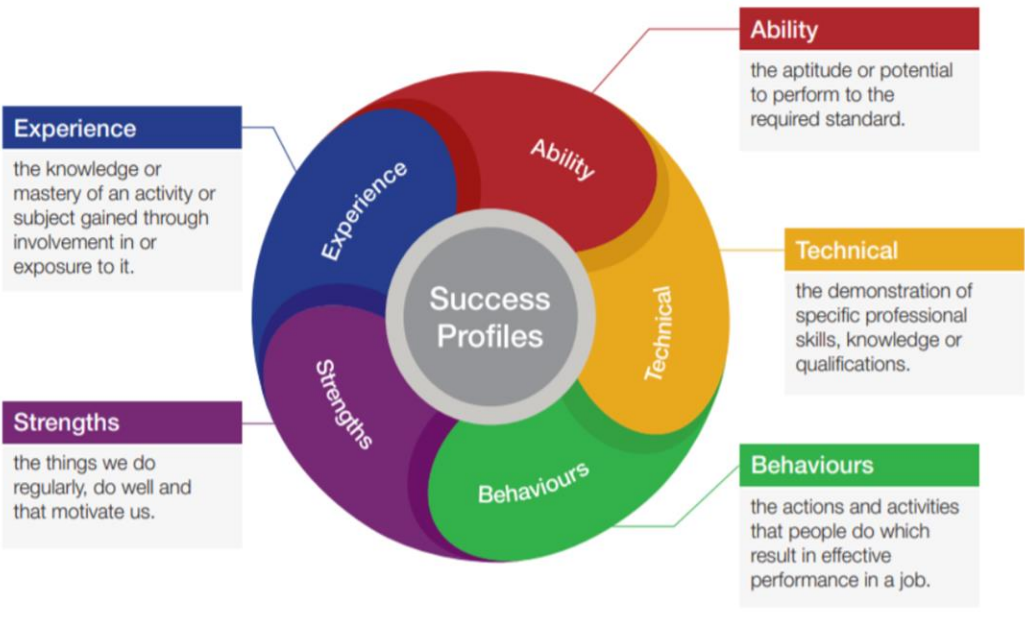 Ability
the aptitude or potential
to perform to the
required standard.
Experience
the knowledge or
mastery of an activity or
subject gained through
involvement in or
exposure to it.
Ability
Experience
Technical
the demonstration of
specific professional
skills, knowledge or
qualifications.
Success
Profiles
Technical
Strengths
Behaviours
Strengths
the things we do
regularly, do well and
that motivate us.
Behaviours
the actions and activities
that people do which
result in effective
performance in a job.